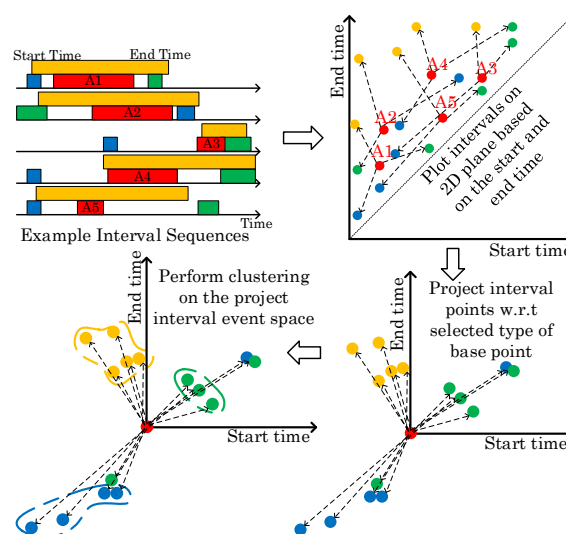 Start Time
End Time
A1
A2
A3
A4
A5
Time
Example Interval Sequences
End time
A4
A3
A2
A5
A1
Plot intervals on
2D plane based
on the start and
end time
Start time
Project interval
points w.r.t
selected type of
base point
End time
Start time
Perform clustering
on the project
interval event space
End time
Start time